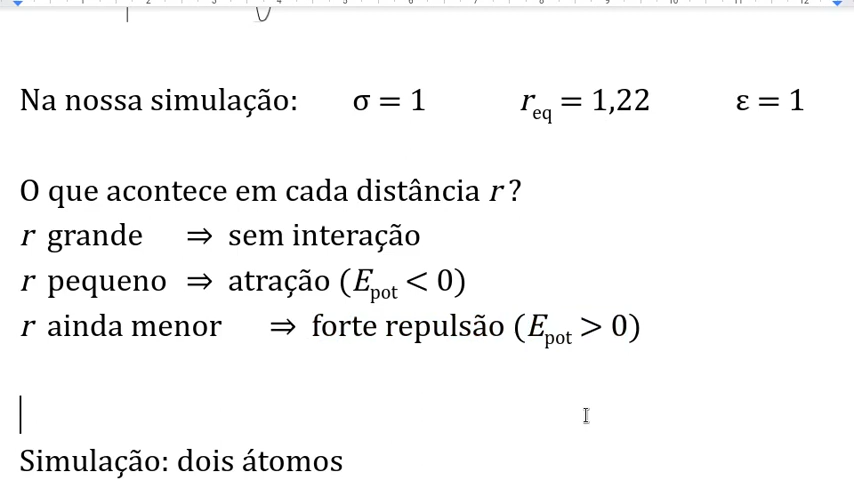 Na nossa simulação: σ = 1 r_eq = 1,22 ε = 1
O que acontece em cada distância r?
r grande ⇒ sem interação
r pequeno ⇒ atração (E_pot < 0)
r ainda menor ⇒ forte repulsão (E_pot > 0)
Simulação: dois átomos